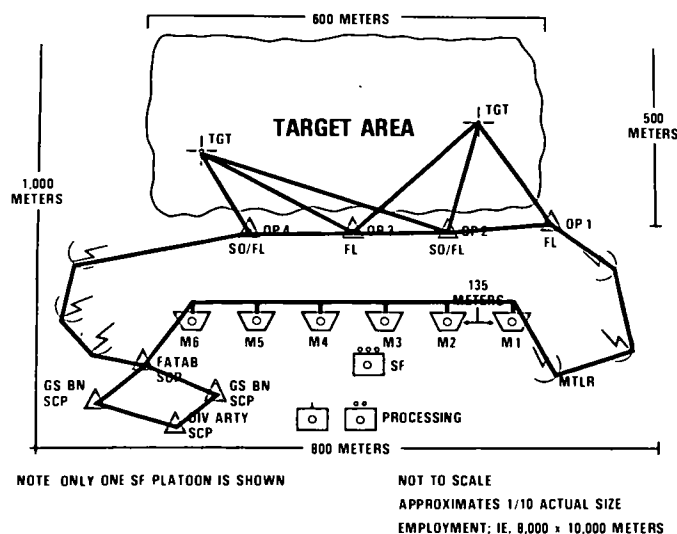 600 METERS
TGT
TARGET AREA
TGT
500
METERS
1,000
METERS
OP 4
OP 3
OP 2
OP 1
SO/FL
FL
SO/FL
FL
135
METERS
M6
M5
M4
M3
M2
M1
FATAB
SCP
SF
MTLR
GS BN
SCP
GS BN
SCP
DIV ARTY
SCP
PROCESSING
800 METERS
NOTE ONLY ONE SF PLATOON IS SHOWN
NOT TO SCALE
APPROXIMATES 1/10 ACTUAL SIZE
EMPLOYMENT; IE, 8,000 x 10,000 METERS